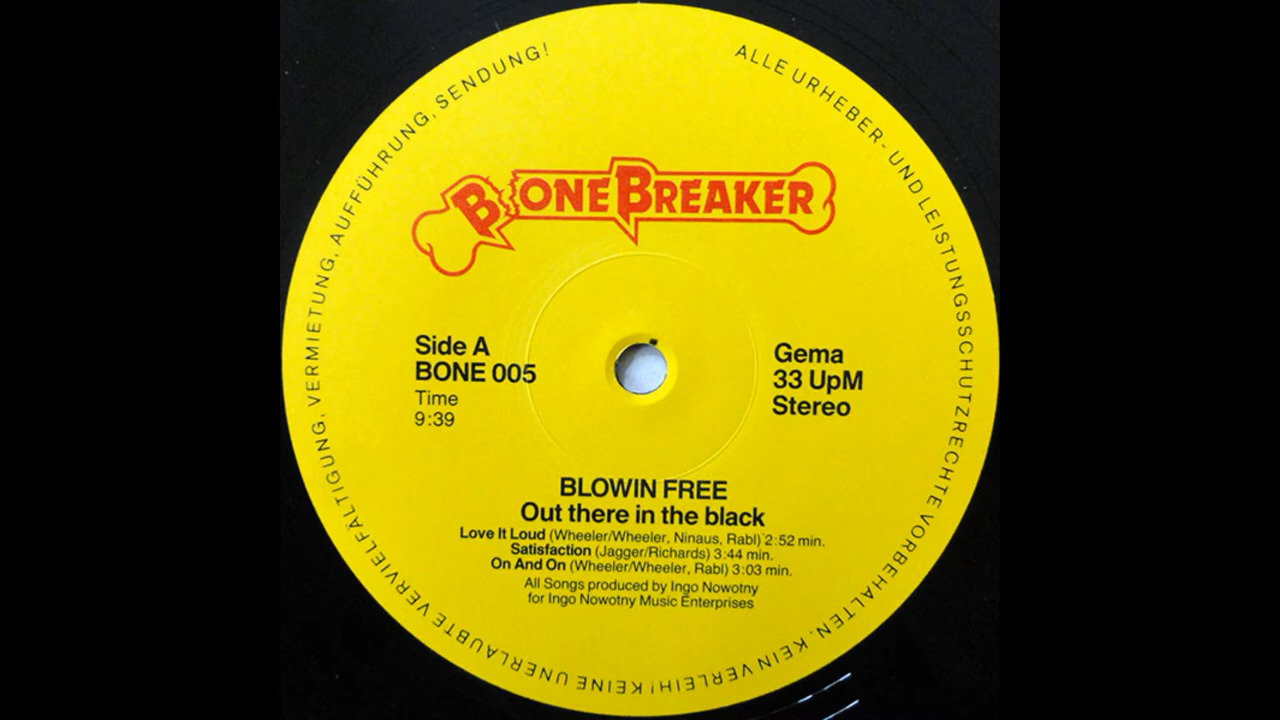 ALLE URHEBER- UND LEISTUNGSSCHUTZRECHTE VORBEHALTEN. KEIN VERLEIH! KEINE UNERLAUBTE VERVIELFÄLTIGUNG, VERMIETUNG, AUFFÜHRUNG, SENDUNG!
BONEBREAKER
Side A
BONE 005
Time
9:39
Gema
33 UpM
Stereo
BLOWIN FREE
Out there in the black
Love It Loud (Wheeler/Wheeler, Ninaus, Rabl) 2:52 min.
Satisfaction (Jagger/Richards) 3:44 min.
On And On (Wheeler/Wheeler, Rabl) 3:03 min.
All Songs produced by Ingo Nowotny
for Ingo Nowotny Music Enterprises